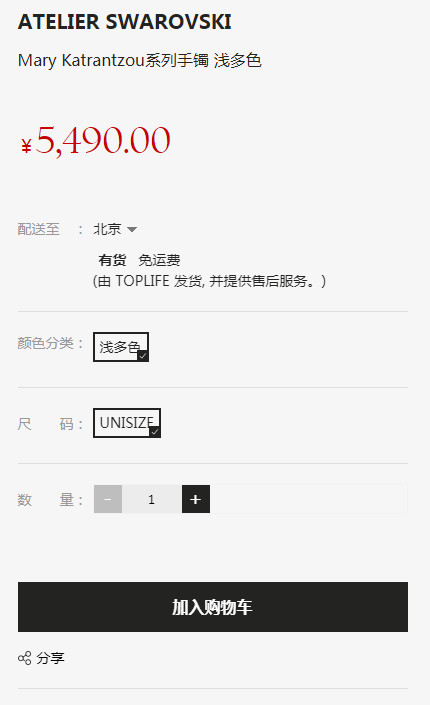 ATELIER SWAROVSKI
Mary Katrantzou系列手镯 浅多色
¥5,490.00
配送至 : 北京
有货 免运费
(由 TOPLIFE 发货, 并提供售后服务。)
颜色分类: 浅多色
尺 码: UNISIZE
数 量: - 1 +
加入购物车
分享